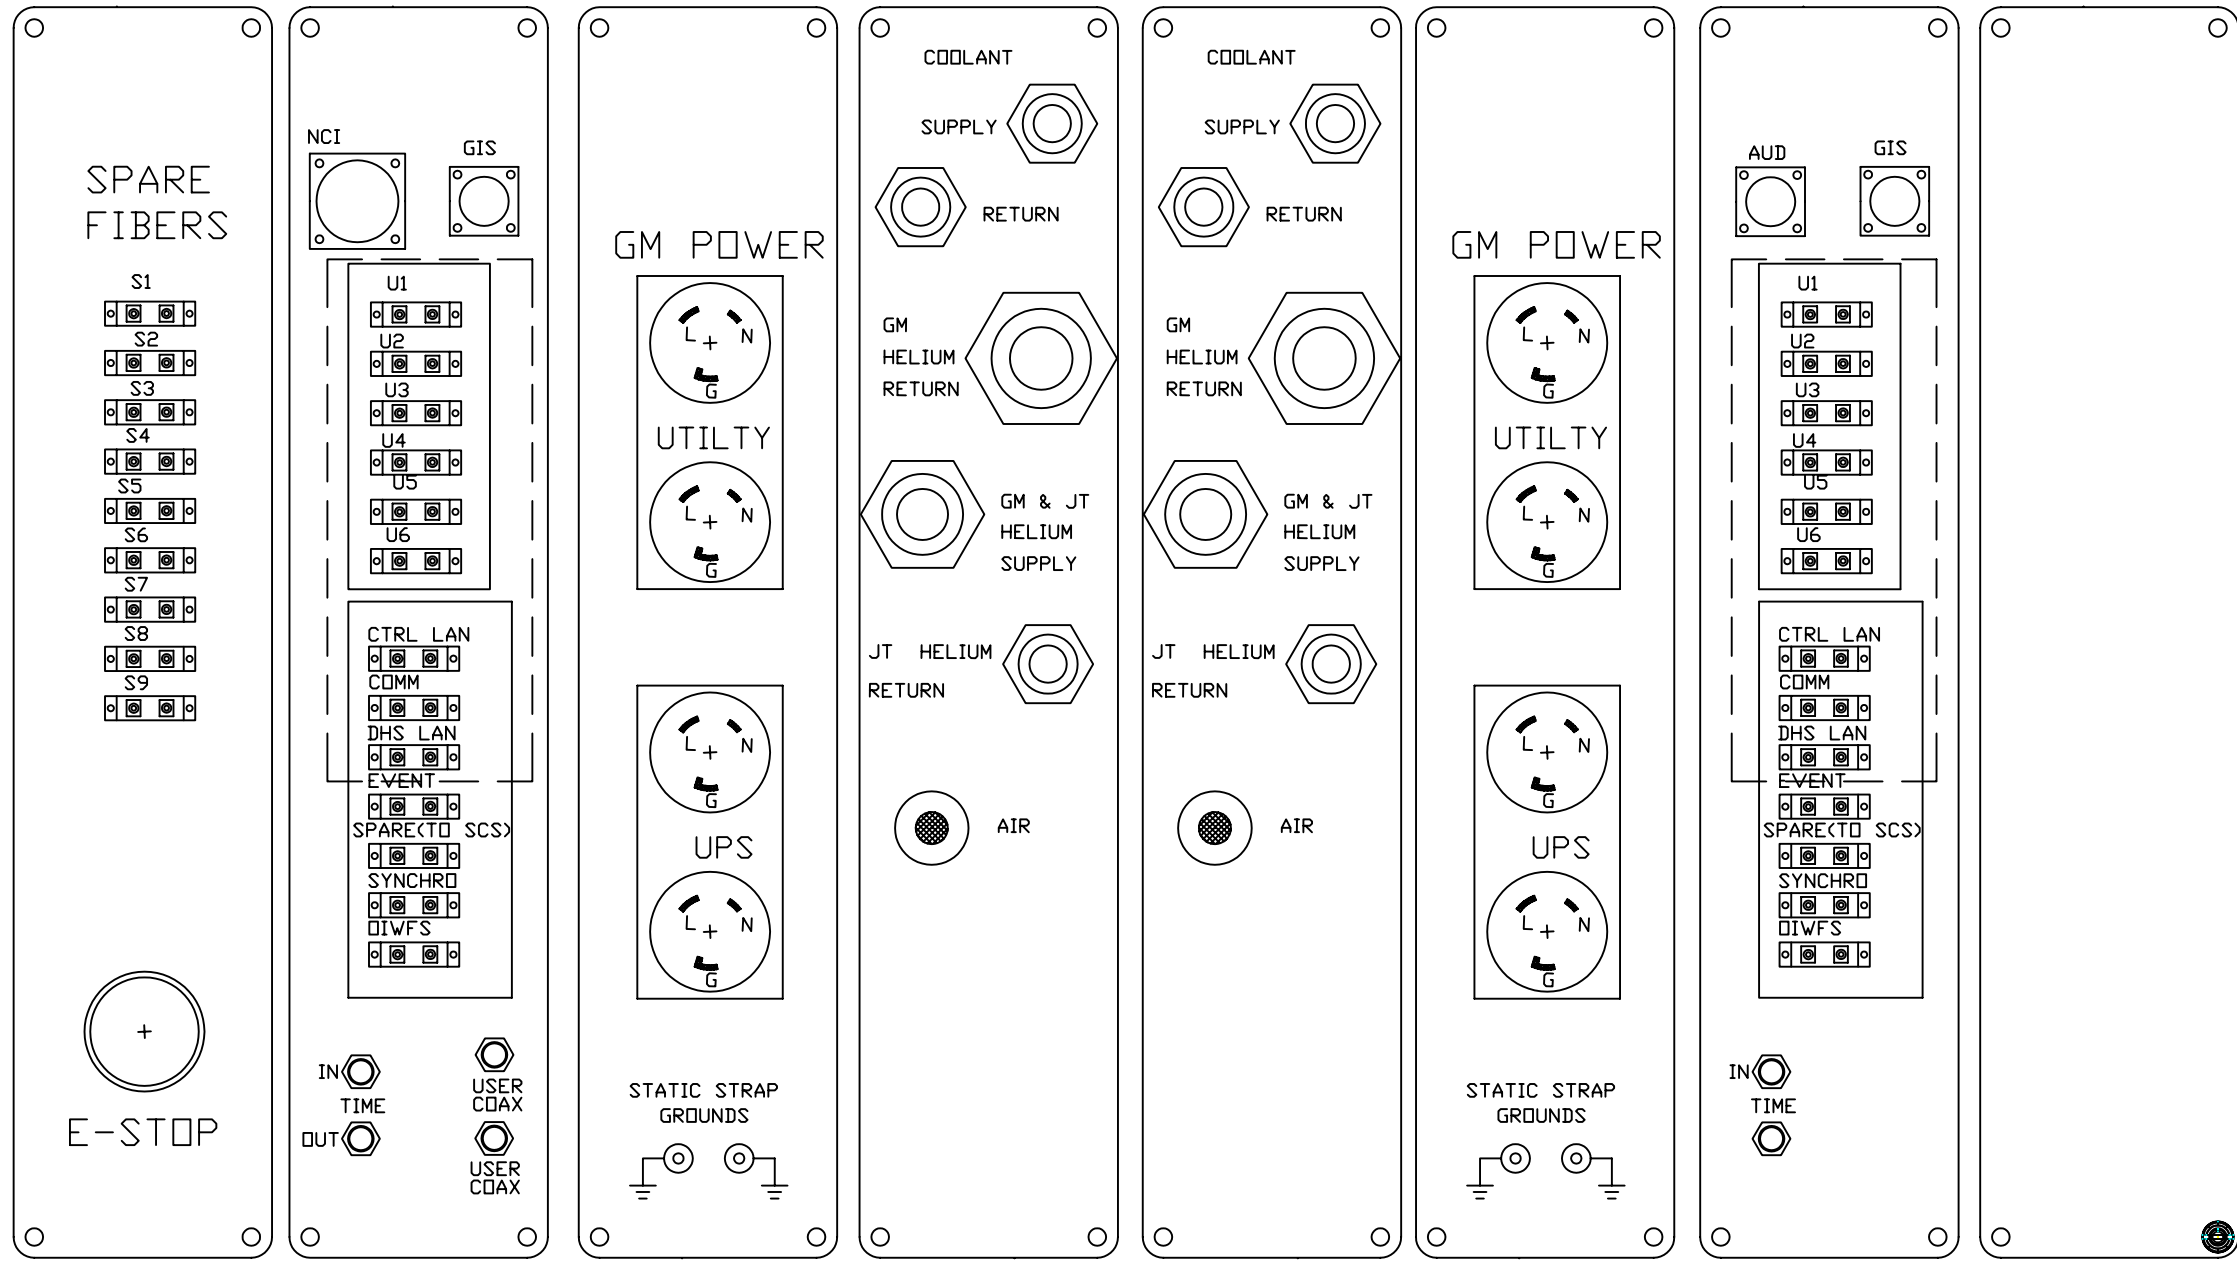 SPARE
FIBERS
S1
S2
S3
S4
S5
S6
S7
S8
S9
E-STOP
NCI
GIS
U1
U2
U3
U4
U5
U6
CTRL LAN
COMM
DHS LAN
EVENT
SPARE(TO SCS)
SYNCHRO
OIWFS
IN
TIME
OUT
USER
COAX
USER
COAX
GM POWER
L
N
G
UTILTY
L
N
G
L
N
G
UPS
L
N
G
STATIC STRAP
GROUNDS
COOLANT
SUPPLY
RETURN
GM
HELIUM
RETURN
GM & JT
HELIUM
SUPPLY
JT HELIUM
RETURN
AIR
COOLANT
SUPPLY
RETURN
GM
HELIUM
RETURN
GM & JT
HELIUM
SUPPLY
JT HELIUM
RETURN
AIR
GM POWER
L
N
G
UTILTY
L
N
G
L
N
G
UPS
L
N
G
STATIC STRAP
GROUNDS
AUD
GIS
U1
U2
U3
U4
U5
U6
CTRL LAN
COMM
DHS LAN
EVENT
SPARE(TO SCS)
SYNCHRO
OIWFS
IN
TIME